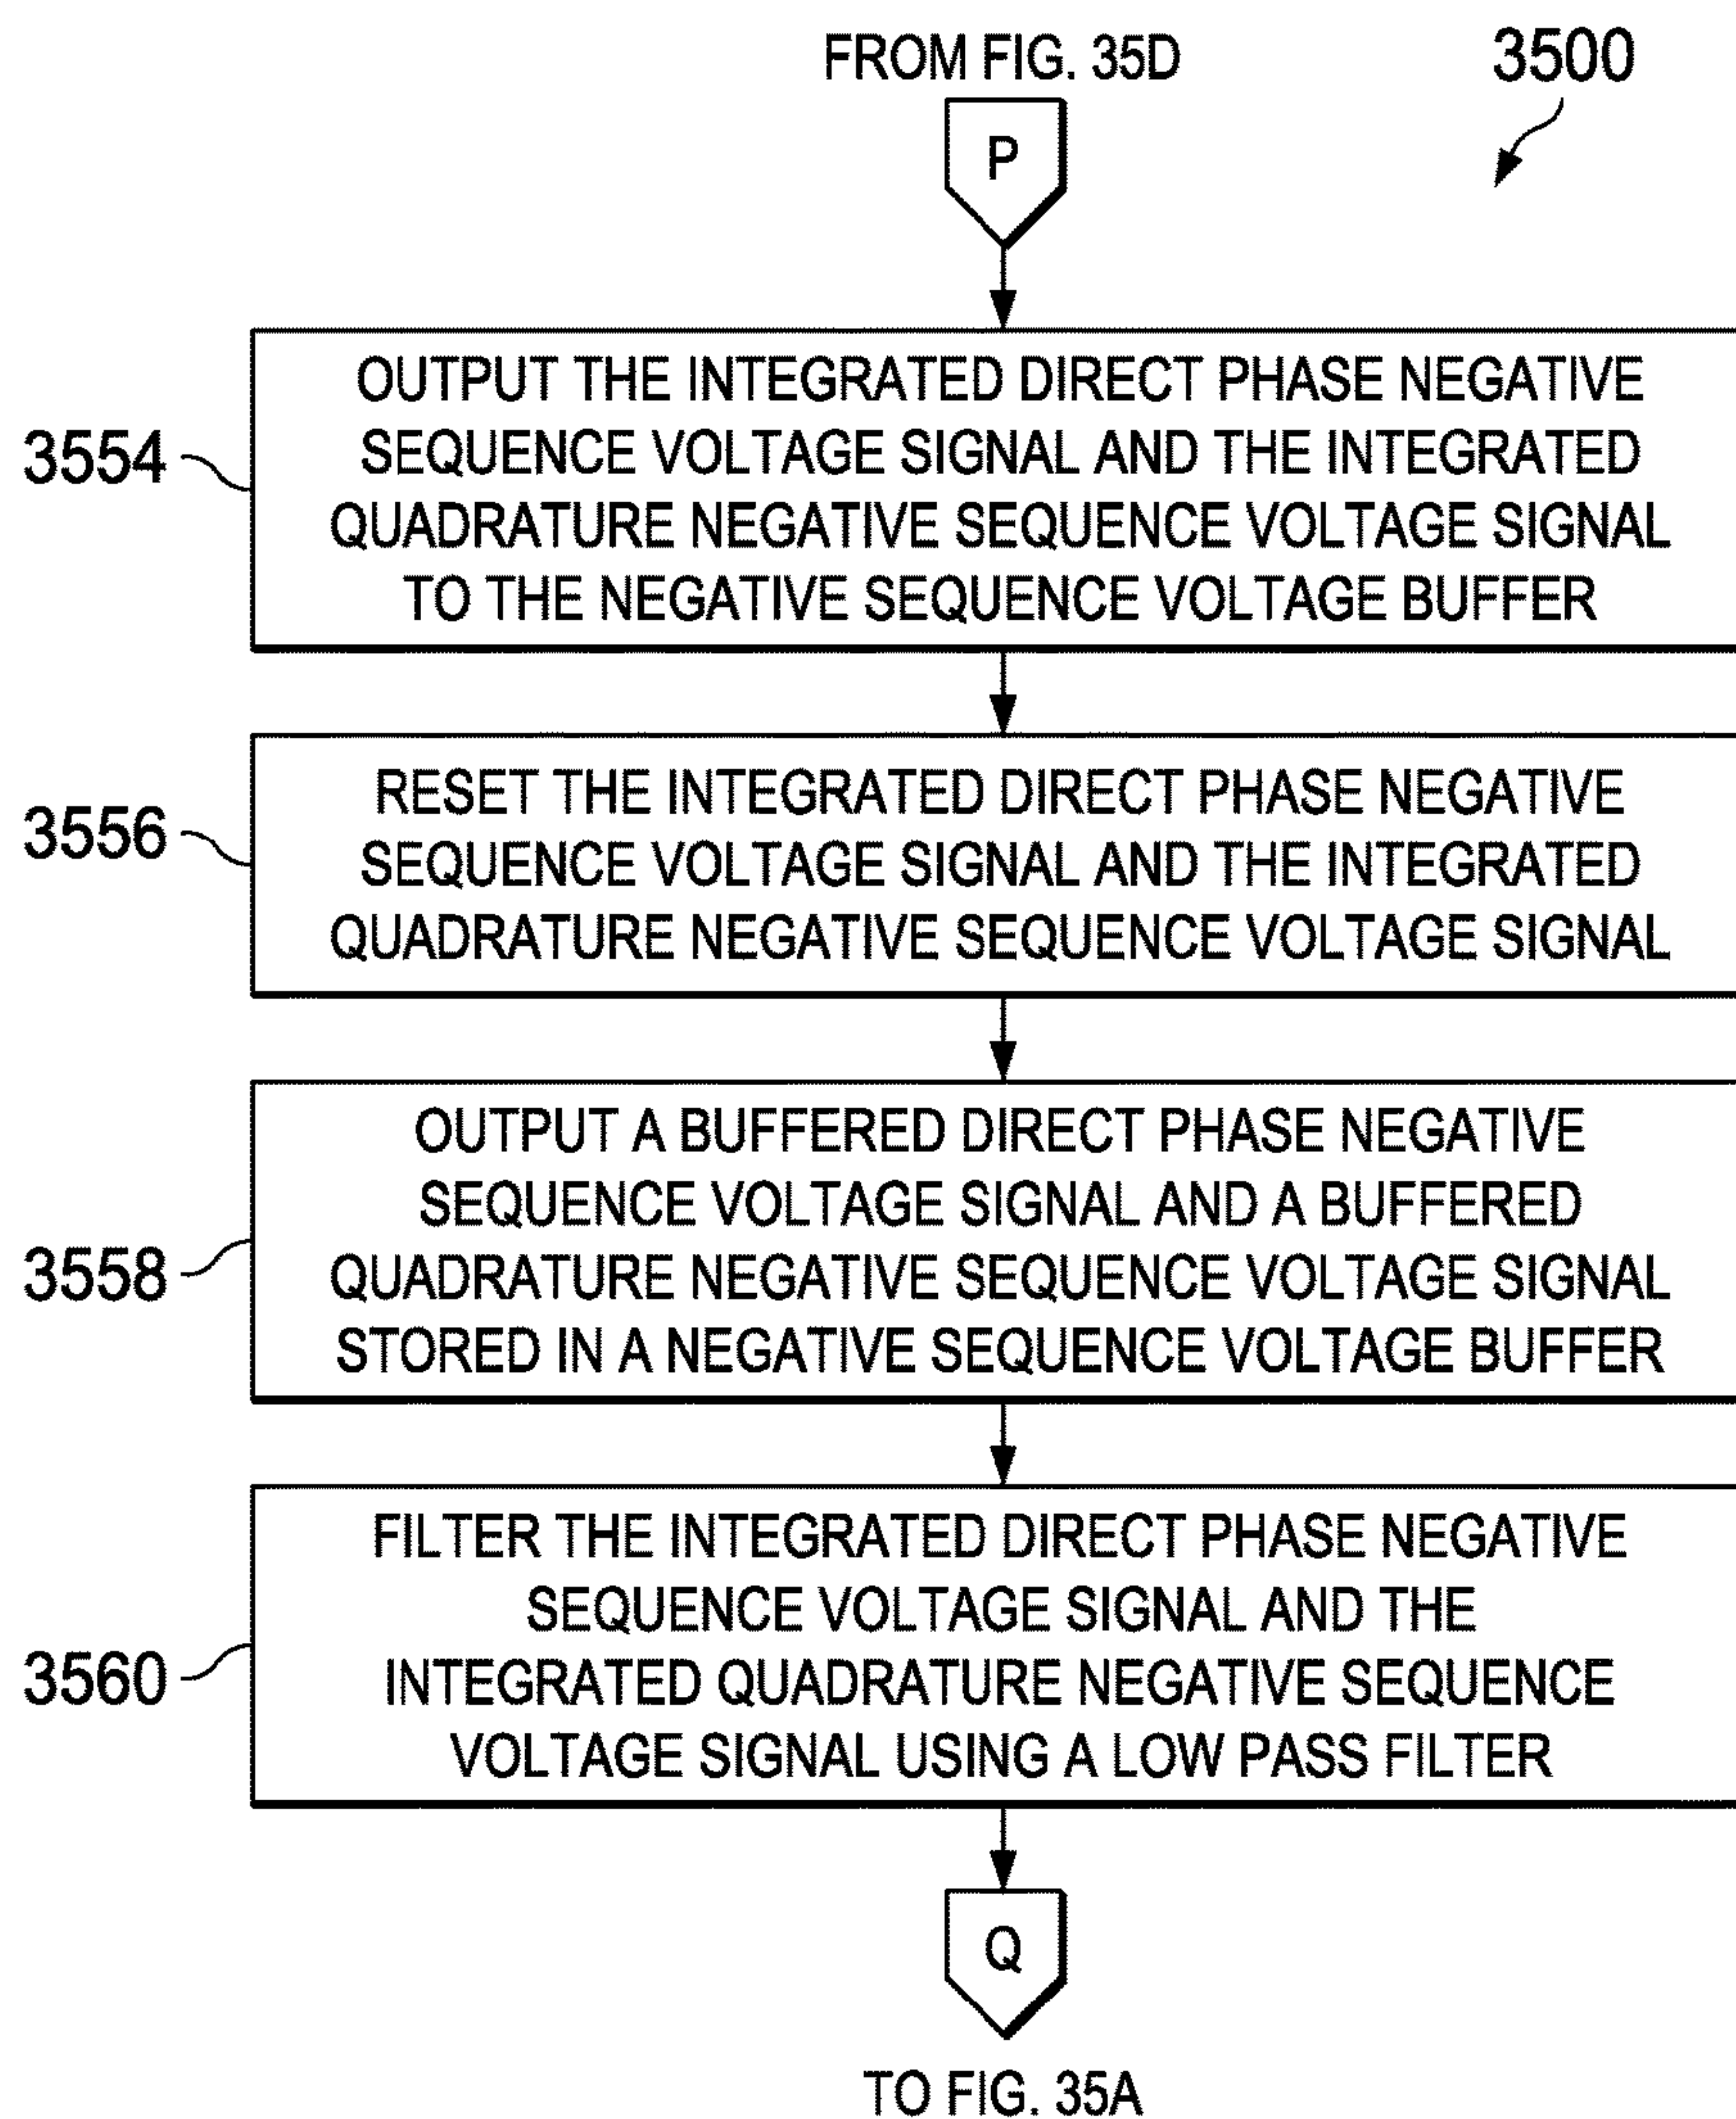 FROM FIG. 35D
3500
P
3554
OUTPUT THE INTEGRATED DIRECT PHASE NEGATIVE
SEQUENCE VOLTAGE SIGNAL AND THE INTEGRATED
QUADRATURE NEGATIVE SEQUENCE VOLTAGE SIGNAL
TO THE NEGATIVE SEQUENCE VOLTAGE BUFFER
3556
RESET THE INTEGRATED DIRECT PHASE NEGATIVE
SEQUENCE VOLTAGE SIGNAL AND THE INTEGRATED
QUADRATURE NEGATIVE SEQUENCE VOLTAGE SIGNAL
3558
OUTPUT A BUFFERED DIRECT PHASE NEGATIVE
SEQUENCE VOLTAGE SIGNAL AND A BUFFERED
QUADRATURE NEGATIVE SEQUENCE VOLTAGE SIGNAL
STORED IN A NEGATIVE SEQUENCE VOLTAGE BUFFER
3560
FILTER THE INTEGRATED DIRECT PHASE NEGATIVE
SEQUENCE VOLTAGE SIGNAL AND THE
INTEGRATED QUADRATURE NEGATIVE SEQUENCE
VOLTAGE SIGNAL USING A LOW PASS FILTER
Q
TO FIG. 35A